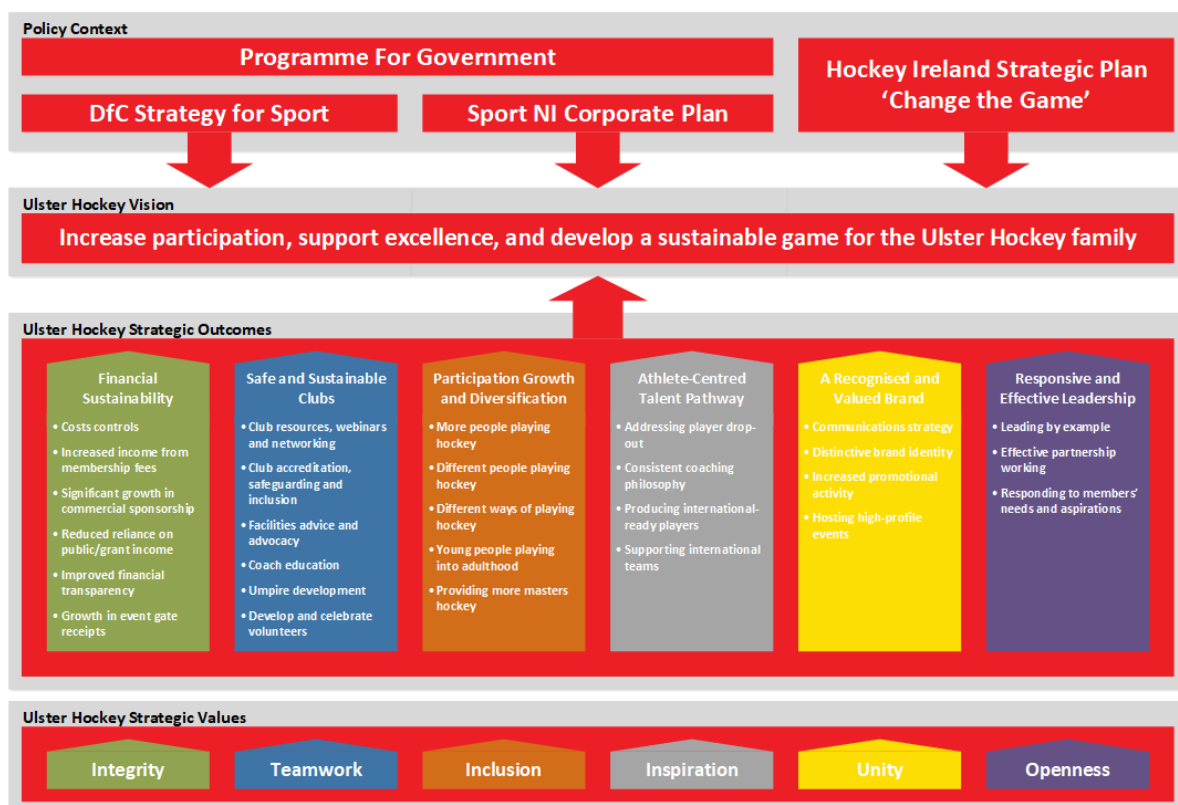 Policy Context
Programme For Government
Hockey Ireland Strategic Plan
‘Change the Game’
DfC Strategy for Sport
Sport NI Corporate Plan
Ulster Hockey Vision
Increase participation, support excellence, and develop a sustainable game for the Ulster Hockey family
Ulster Hockey Strategic Outcomes
Financial
Sustainability
• Costs controls
• Increased income from
membership fees
• Significant growth in
commercial sponsorship
• Reduced reliance on
public/grant income
• Improved financial
transparency
• Growth in event gate
receipts
Safe and Sustainable
Clubs
• Club resources, webinars
and networking
• Club accreditation,
safeguarding and
inclusion
• Facilities advice and
advocacy
• Coach education
• Umpire development
• Develop and celebrate
volunteers
Participation Growth
and Diversification
• More people playing
hockey
• Different people playing
hockey
• Different ways of playing
hockey
• Young people playing
into adulthood
• Providing more masters
hockey
Athlete-Centred
Talent Pathway
• Addressing player drop-
out
• Consistent coaching
philosophy
• Producing international-
ready players
• Supporting international
teams
A Recognised and
Valued Brand
• Communications strategy
• Distinctive brand identity
• Increased promotional
activity
• Hosting high-profile
events
Responsive and
Effective Leadership
• Leading by example
• Effective partnership
working
• Responding to members’
needs and aspirations
Ulster Hockey Strategic Values
Integrity
Teamwork
Inclusion
Inspiration
Unity
Openness